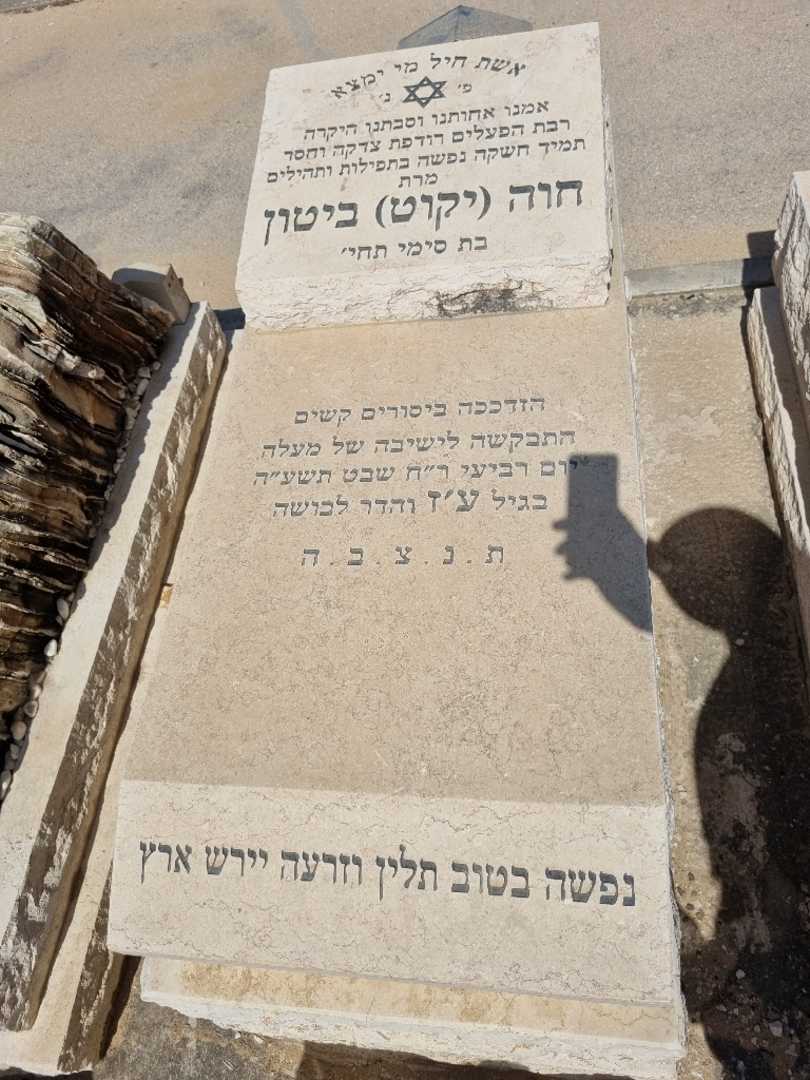 אשת חיל מי ימצא
פ׳ נ׳
אמנו אחותנו וסבתנו היקרה
רבת הפעלים רודפת צדקה וחסד
תמיד חשקה נפשה בתפילות ותהילים
מרת
חוה (יקוט) ביטון
בת סימי תחי׳
הזדככה ביסורים קשים
התבקשה לישיבה של מעלה
ביום רביעי ר״ח שבט תשע״ה
בגיל ע׳ז והדר לבושה
ת.נ.צ.ב.ה
נפשה בטוב תלין וזרעה יירש ארץ